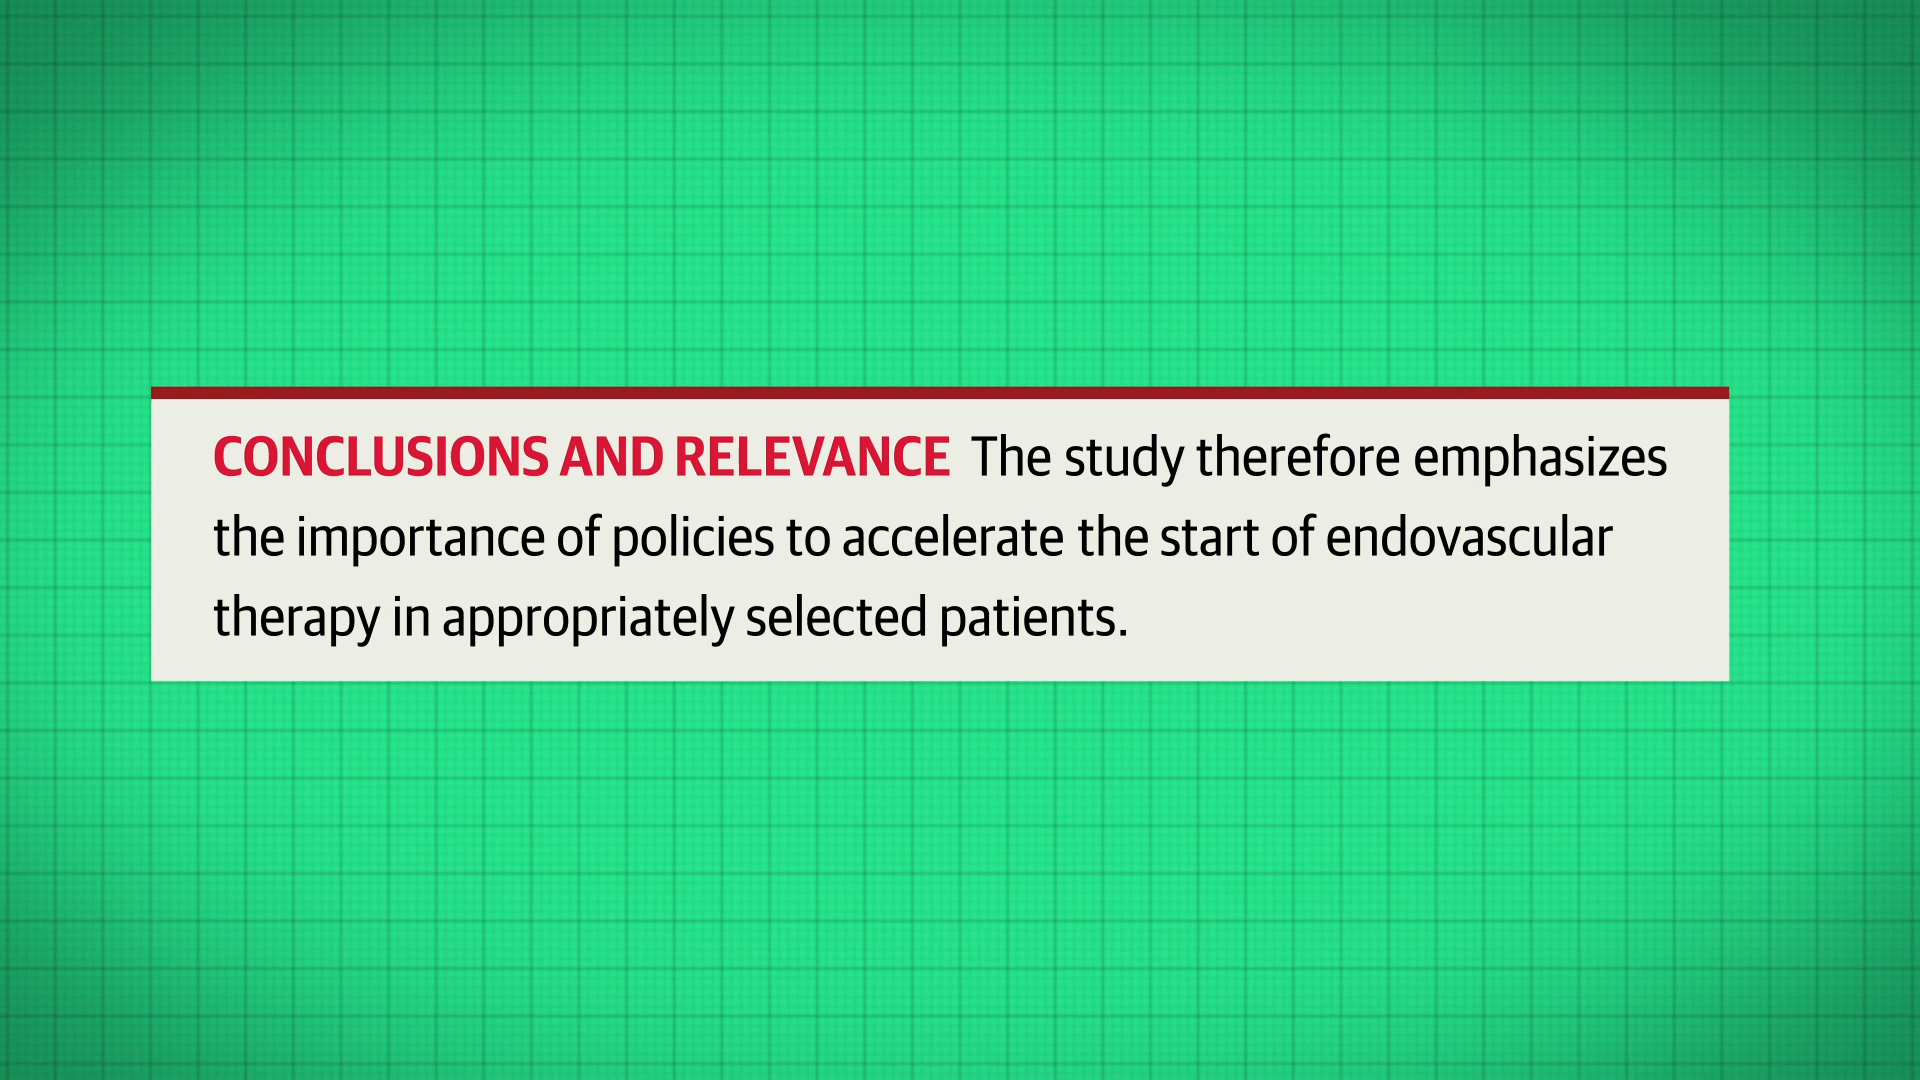 CONCLUSIONS AND RELEVANCE The study therefore emphasizes
the importance of policies to accelerate the start of endovascular
therapy in appropriately selected patients.